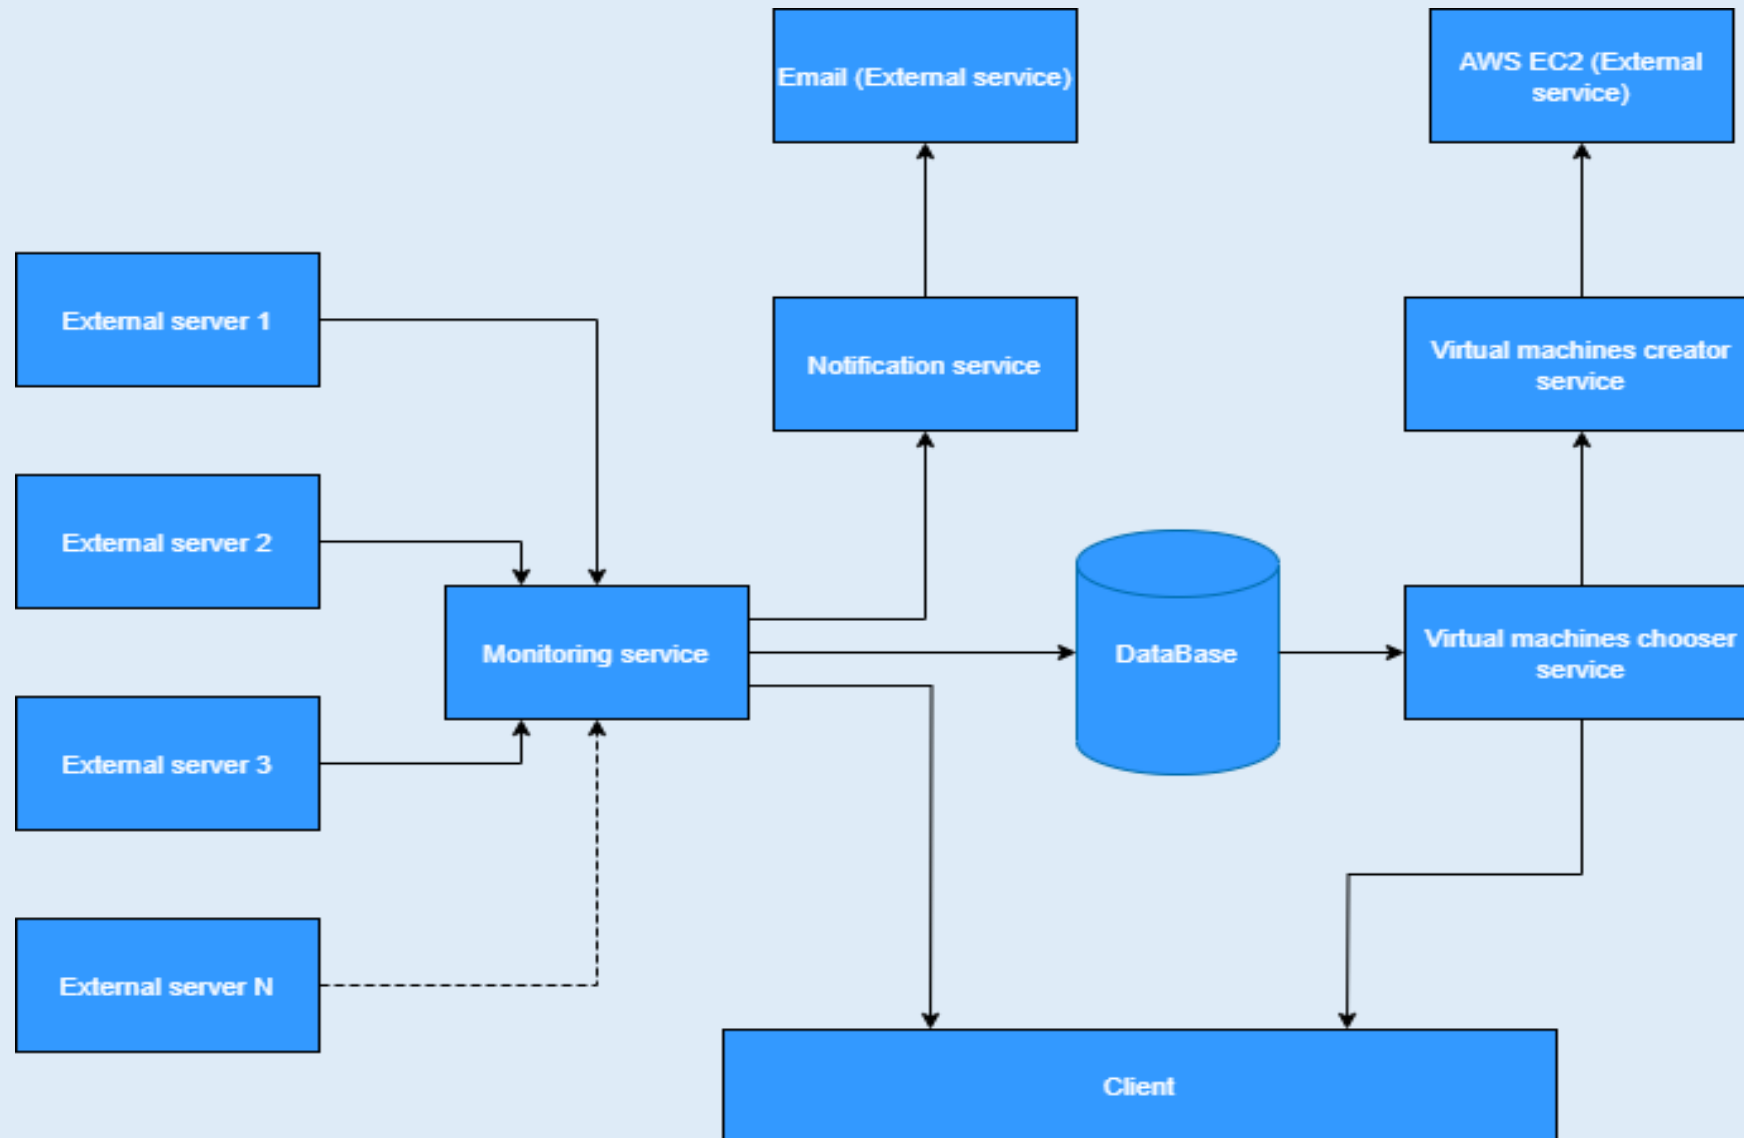 Email (External service)
AWS EC2 (External
service)
External server 1
Notification service
Virtual machines creator
service
External server 2
Monitoring service
DataBase
Virtual machines chooser
service
External server 3
External server N
Client